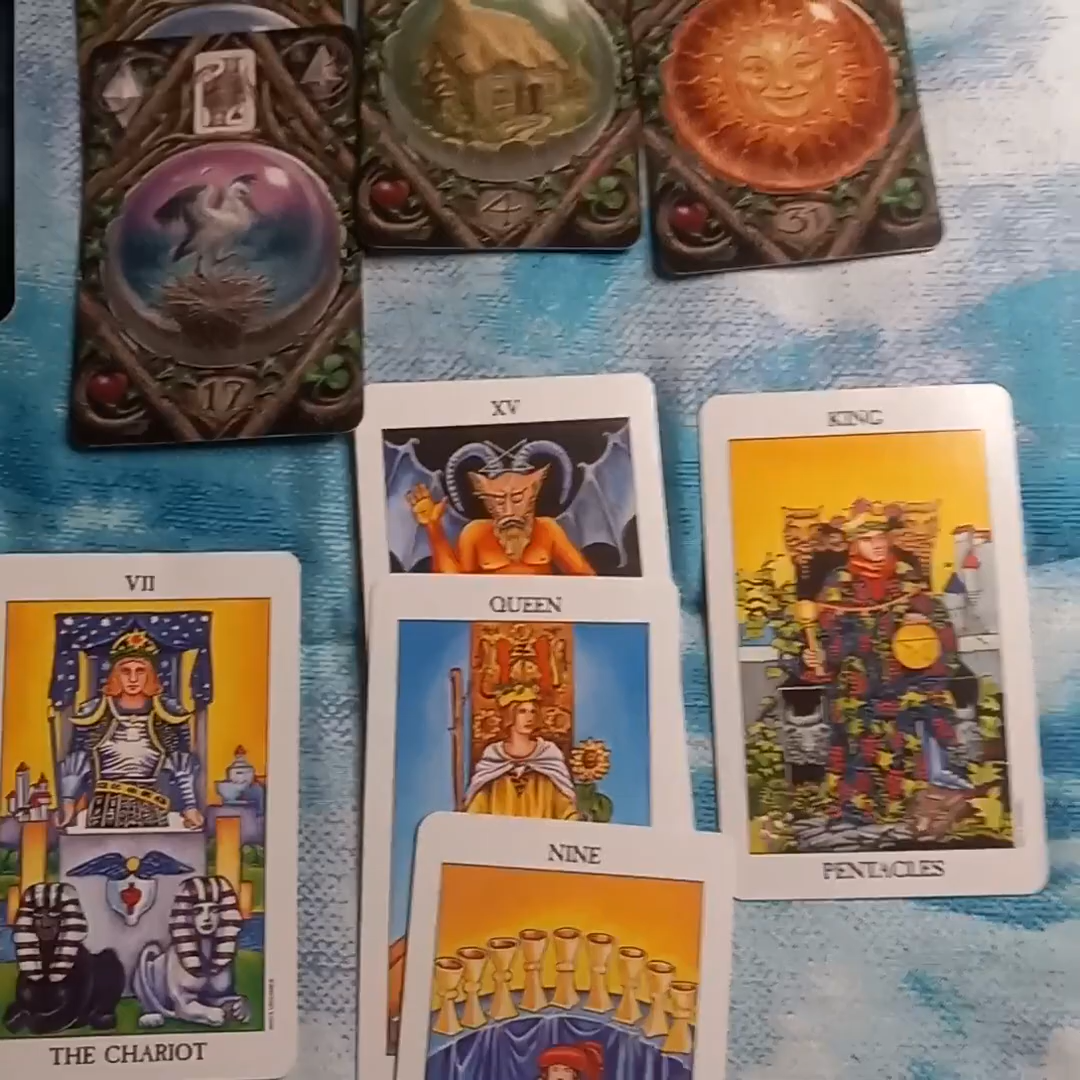 4
31
17
XV
KING
VII
QUEEN
NINE
PENTACLES
THE CHARIOT